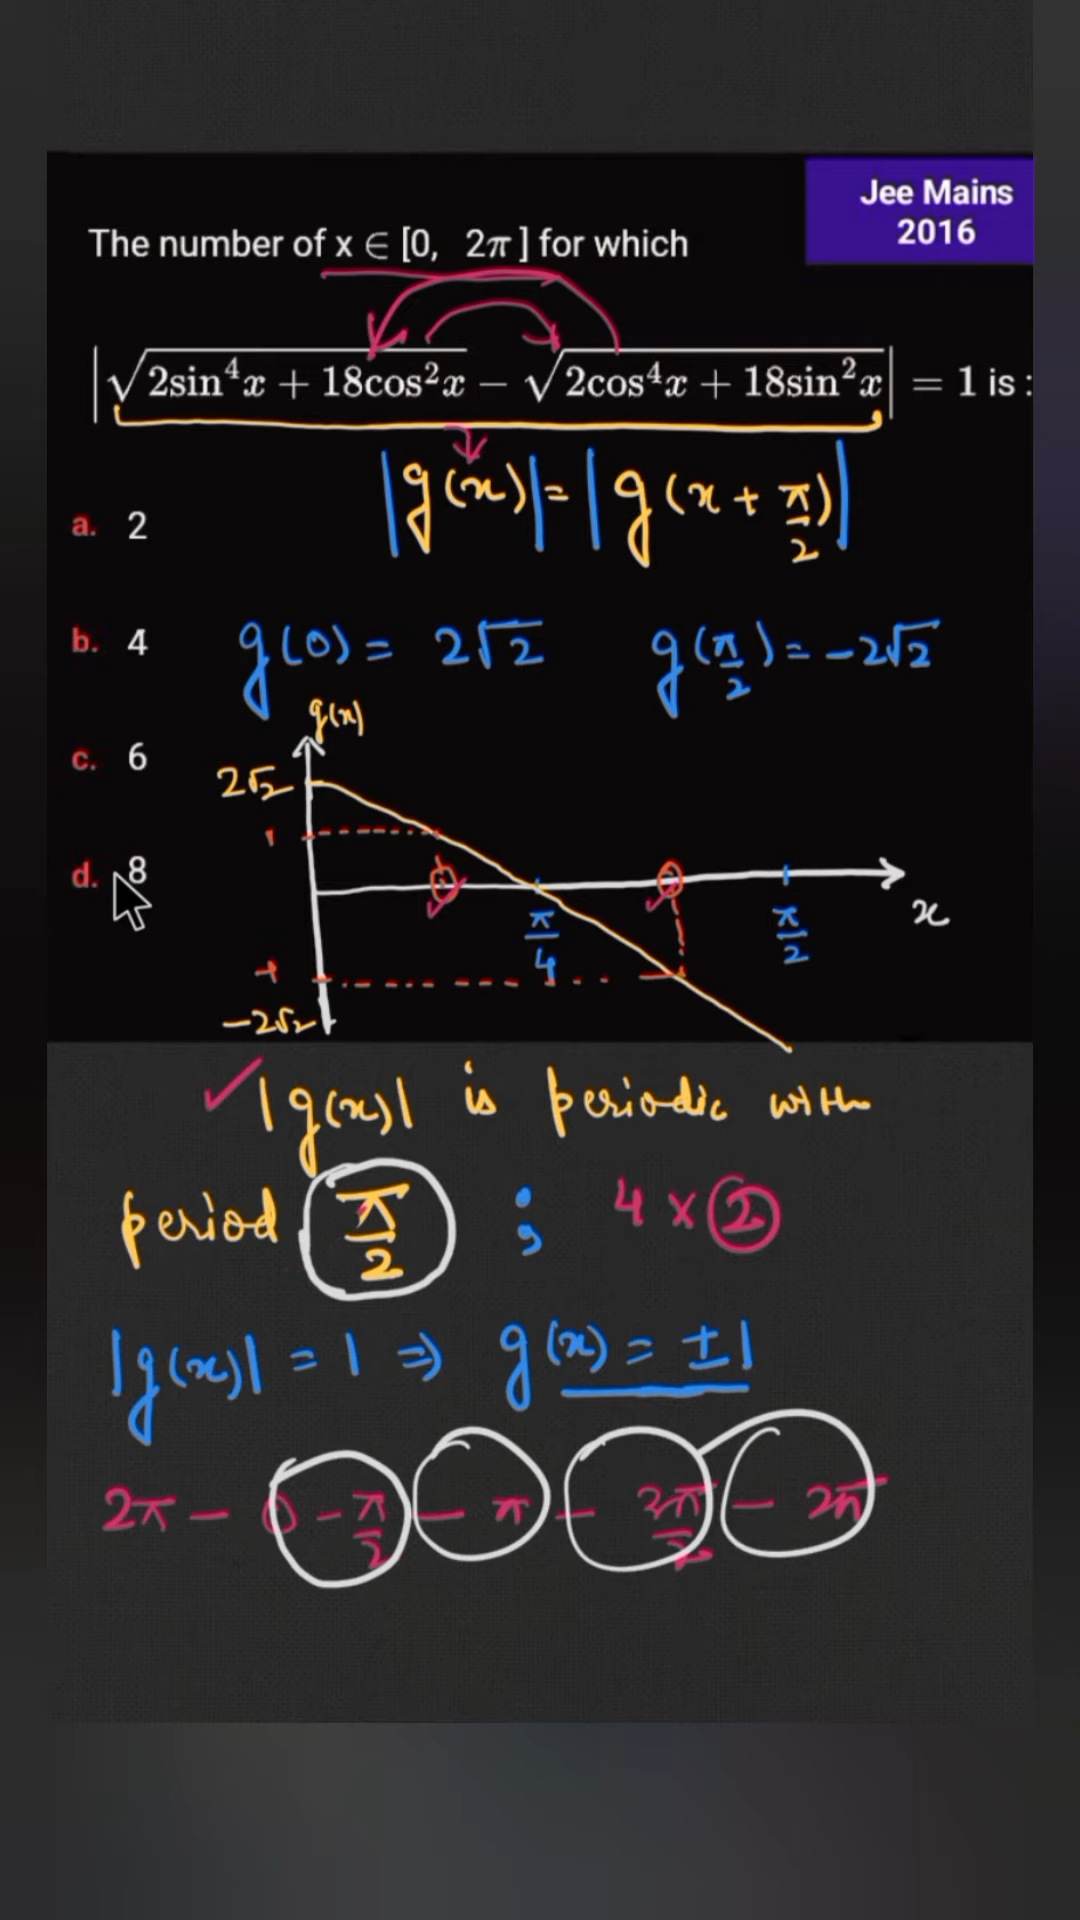 Jee Mains
2016
The number of x ∈ [0, 2π] for which
|√(2sin⁴x + 18cos²x) − √(2cos⁴x + 18sin²x)| = 1 is :
|g(x)| = |g(x + π/2)|
a. 2
b. 4
g(0) = 2√2 g(π/2) = -2√2
c. 6
g(x)
2√2
1
d. 8
π/4
π/2
x
-1
-2√2
|g(x)| is periodic with
period π/2 ; 4 × 2
|g(x)| = 1 ⇒ g(x) = ±1
2π − 0 − π/2 − π − 3π/2 − 2π